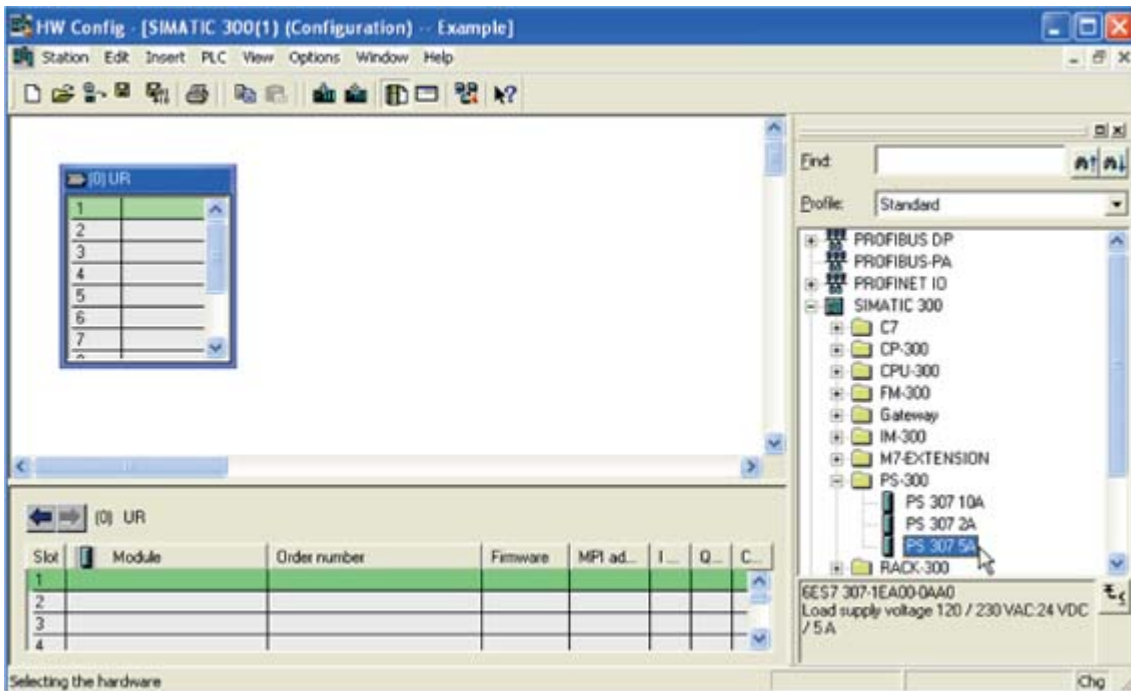 HW Config - [SIMATIC 300(1) (Configuration) -- Example]
Station Edit Insert PLC View Options Window Help
(0) UR
1
2
3
4
5
6
7
Find:
Profile: Standard
PROFIBUS DP
PROFIBUS-PA
PROFINET IO
SIMATIC 300
C7
CP-300
CPU-300
FM-300
Gateway
IM-300
M7-EXTENSION
PS-300
PS 307 10A
PS 307 2A
PS 307 5A
RACK-300
6ES7 307-1EA00-0AA0
Load supply voltage 120 / 230 VAC:24 VDC
/ 5 A
(0) UR
Slot Module Order number Firmware MPI ad... I... Q... C...
1
2
3
4
Selecting the hardware Chg